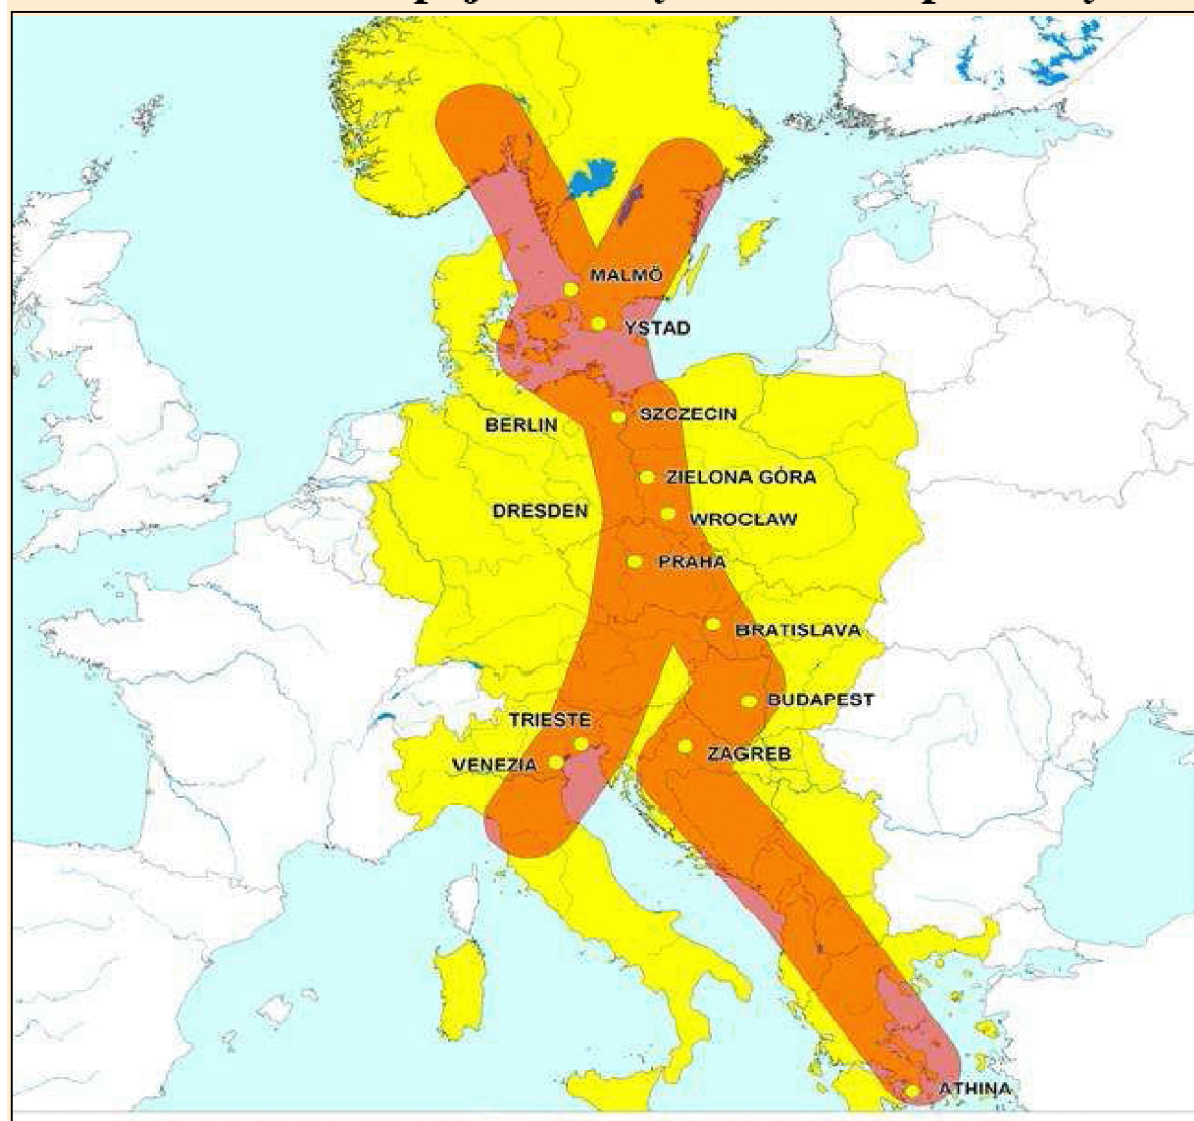 MALMÖ
YSTAD
SZCZECIN
BERLIN
ZIELONA GÓRA
DRESDEN
WROCŁAW
PRAHA
BRATISLAVA
BUDAPEST
TRIESTE
ZAGREB
VENEZIA
ATHINA